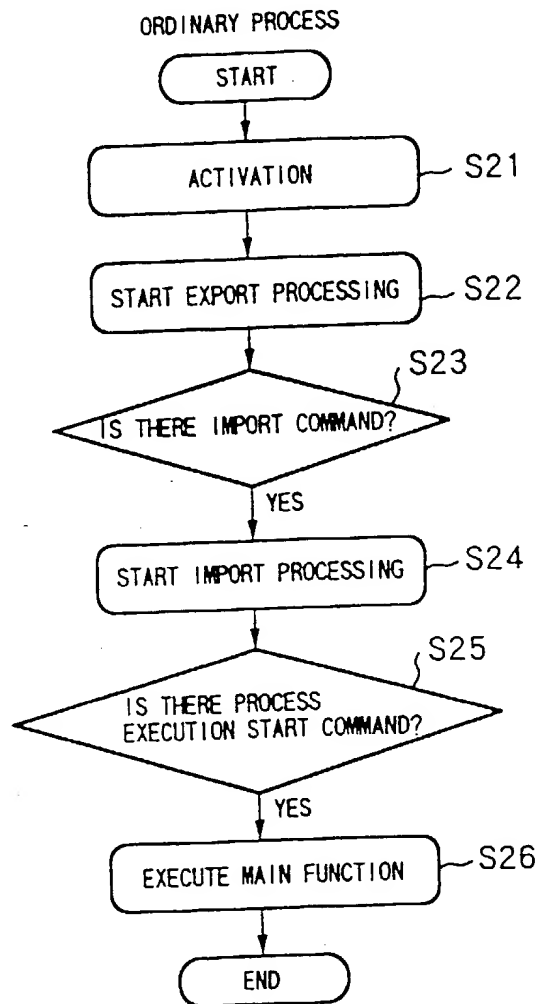 ORDINARY PROCESS
START
ACTIVATION
S21
START EXPORT PROCESSING
S22
S23
IS THERE IMPORT COMMAND?
YES
START IMPORT PROCESSING
S24
S25
IS THERE PROCESS
EXECUTION START COMMAND?
YES
EXECUTE MAIN FUNCTION
S26
END